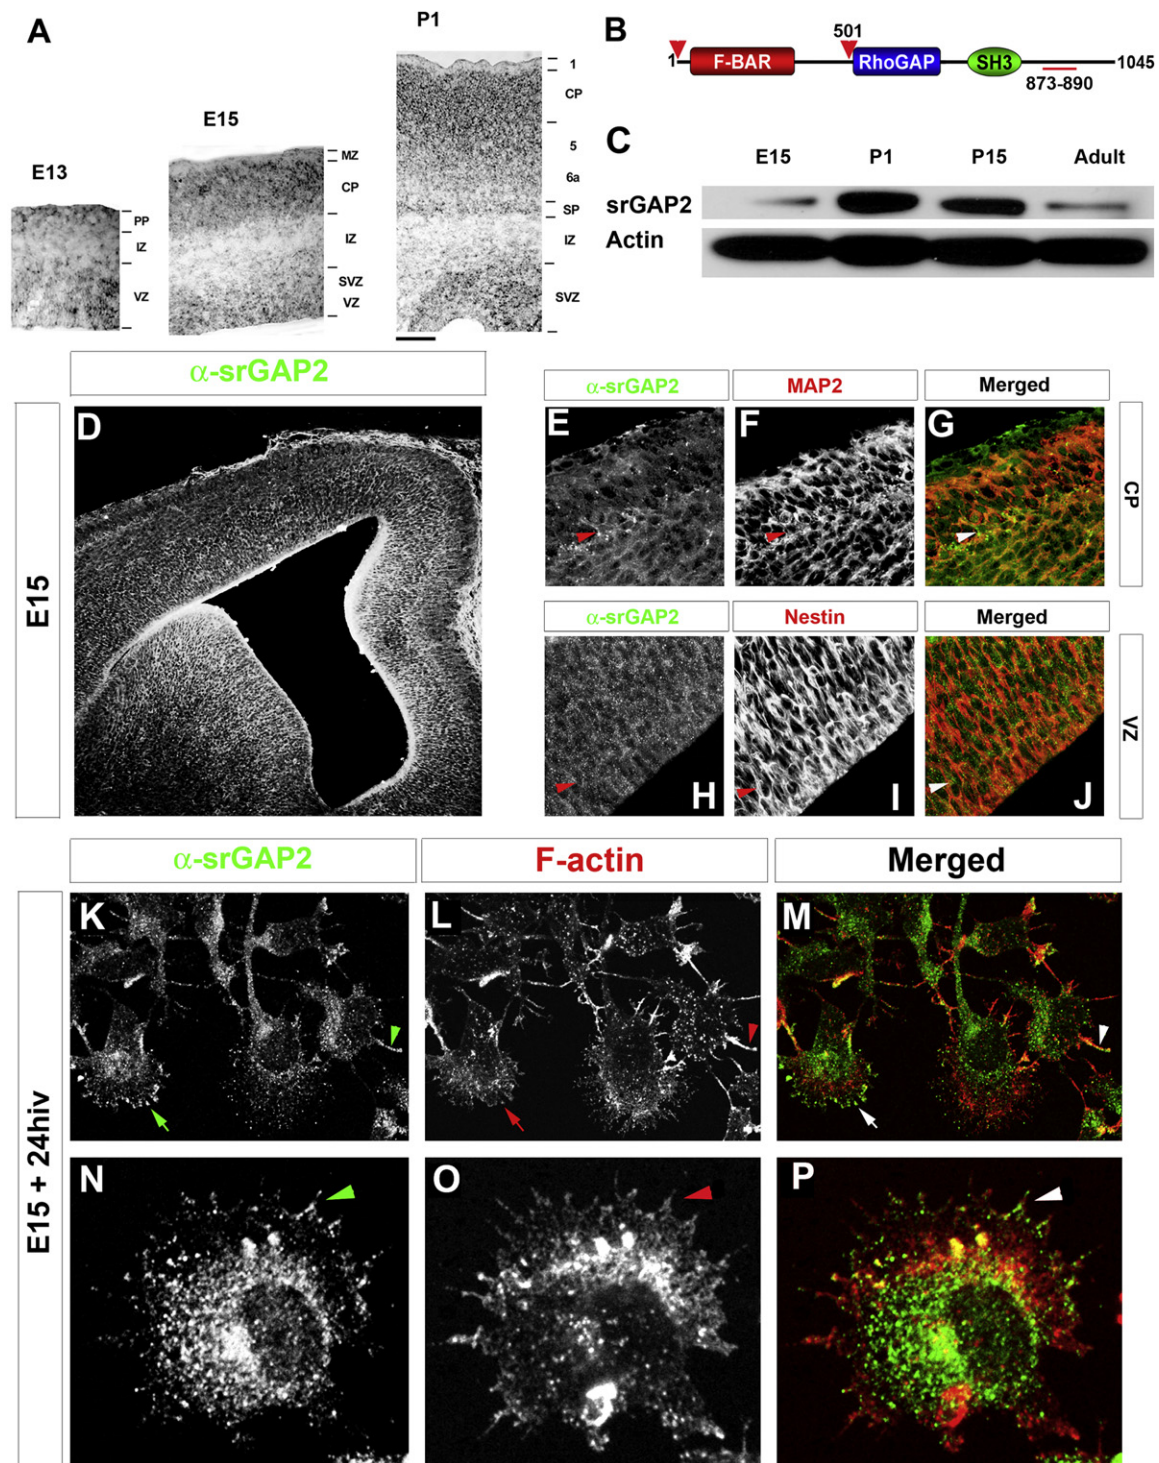 A
E13
PP
IZ
VZ
E15
MZ
CP
IZ
SVZ
VZ
P1
1
CP
5
6a
SP
IZ
SVZ
B
1
F-BAR
501
RhoGAP
SH3
873-890
1045
C
E15 P1 P15 Adult
srGAP2
Actin
α-srGAP2
E15
D
α-srGAP2 MAP2 Merged
E F G
CP
α-srGAP2 Nestin Merged
H I J
VZ
α-srGAP2 F-actin Merged
E15 + 24hiv
K L M
N O P